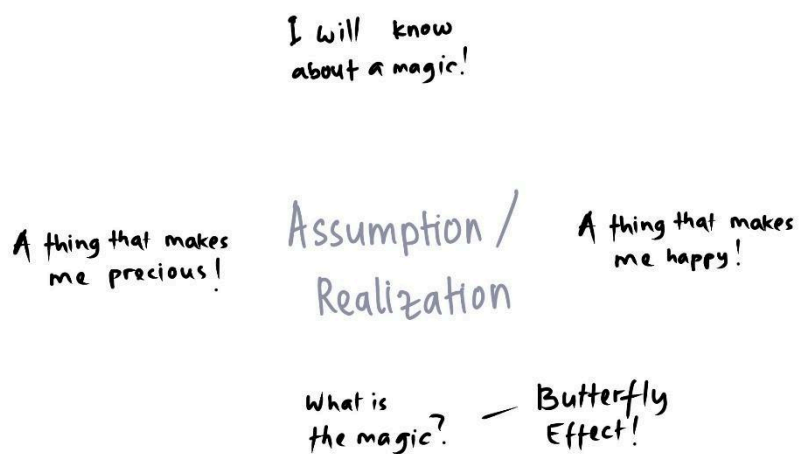 I will know
about a magic!
A thing that makes
me precious!
Assumption /
Realization
A thing that makes
me happy!
What is
the magic?
— Butterfly
Effect!